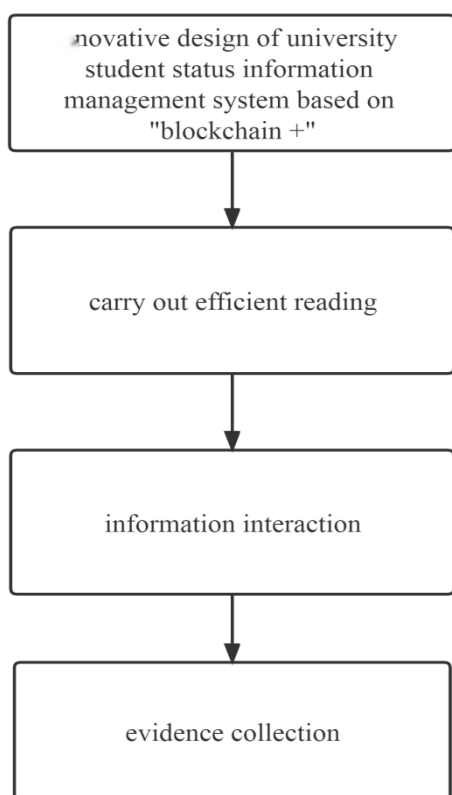 novative design of university
student status information
management system based on
"blockchain +"
carry out efficient reading
information interaction
evidence collection